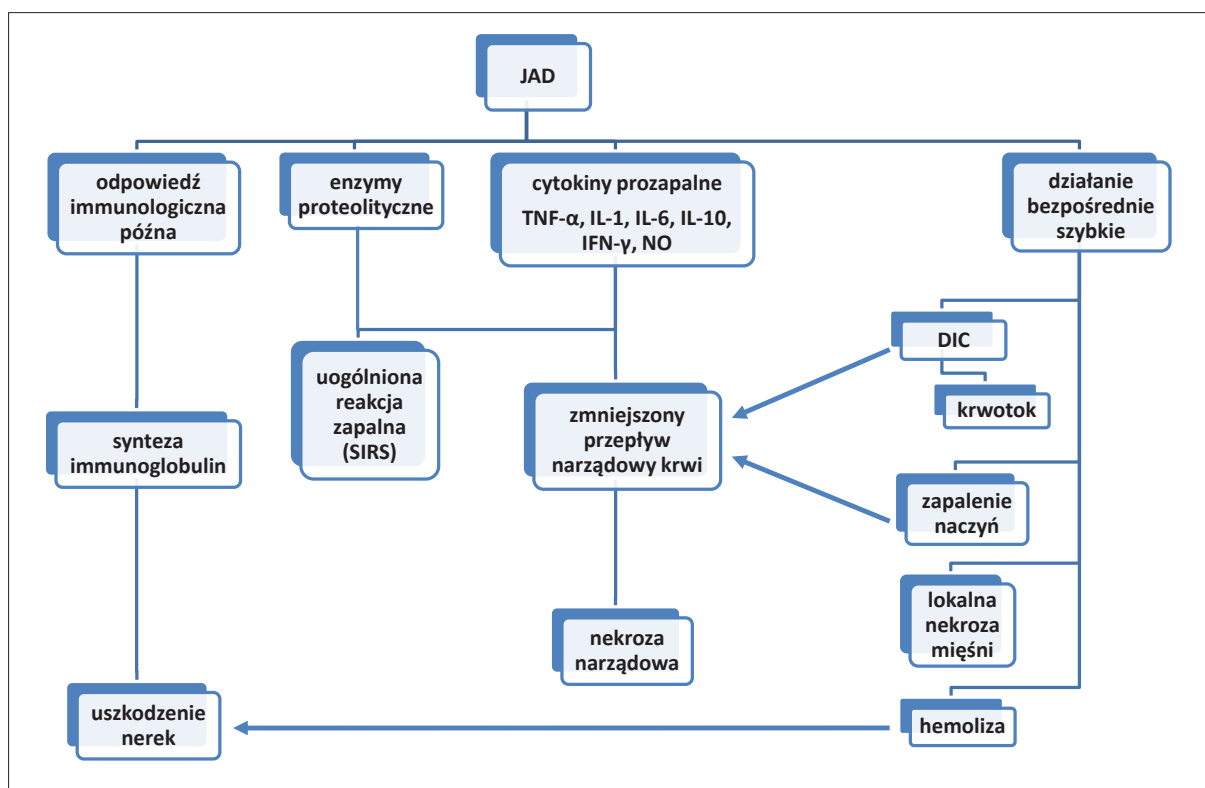 JAD
odpowiedź
immunologiczna
późna
enzymy
proteolityczne
cytokiny prozapalne
TNF-α, IL-1, IL-6, IL-10,
IFN-γ, NO
działanie
bezpośrednie
szybkie
DIC
krwotok
uogólniona
reakcja
zapalna
(SIRS)
zmniejszony
przepływ
narządowy krwi
synteza
immunoglobulin
zapalenie
naczyń
lokalna
nekroza
mięśni
nekroza
narządowa
uszkodzenie
nerek
hemoliza